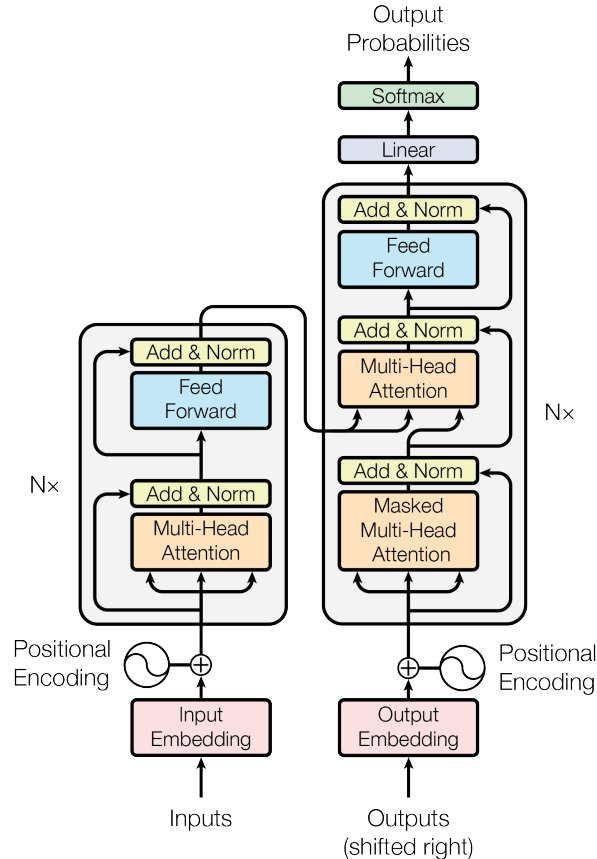 Output
Probabilities
Softmax
Linear
Add & Norm
Feed
Forward
Add & Norm
Multi-Head
Attention
Add & Norm
Masked
Multi-Head
Attention
N×
Add & Norm
Feed
Forward
Add & Norm
Multi-Head
Attention
N×
Positional
Encoding
Positional
Encoding
Input
Embedding
Output
Embedding
Inputs
Outputs
(shifted right)